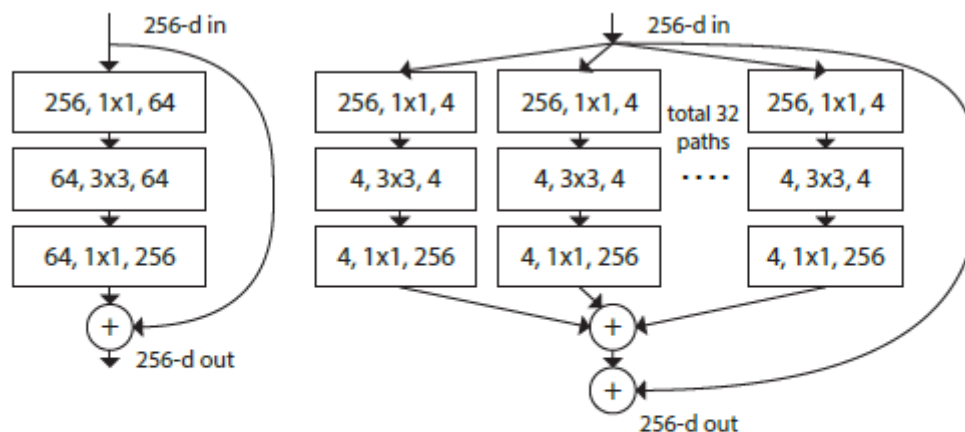 256-d in
256, 1x1, 64
64, 3x3, 64
64, 1x1, 256
+
256-d out
256-d in
256, 1x1, 4
256, 1x1, 4
total 32
paths
256, 1x1, 4
4, 3x3, 4
4, 3x3, 4
....
4, 3x3, 4
4, 1x1, 256
4, 1x1, 256
4, 1x1, 256
+
+
256-d out